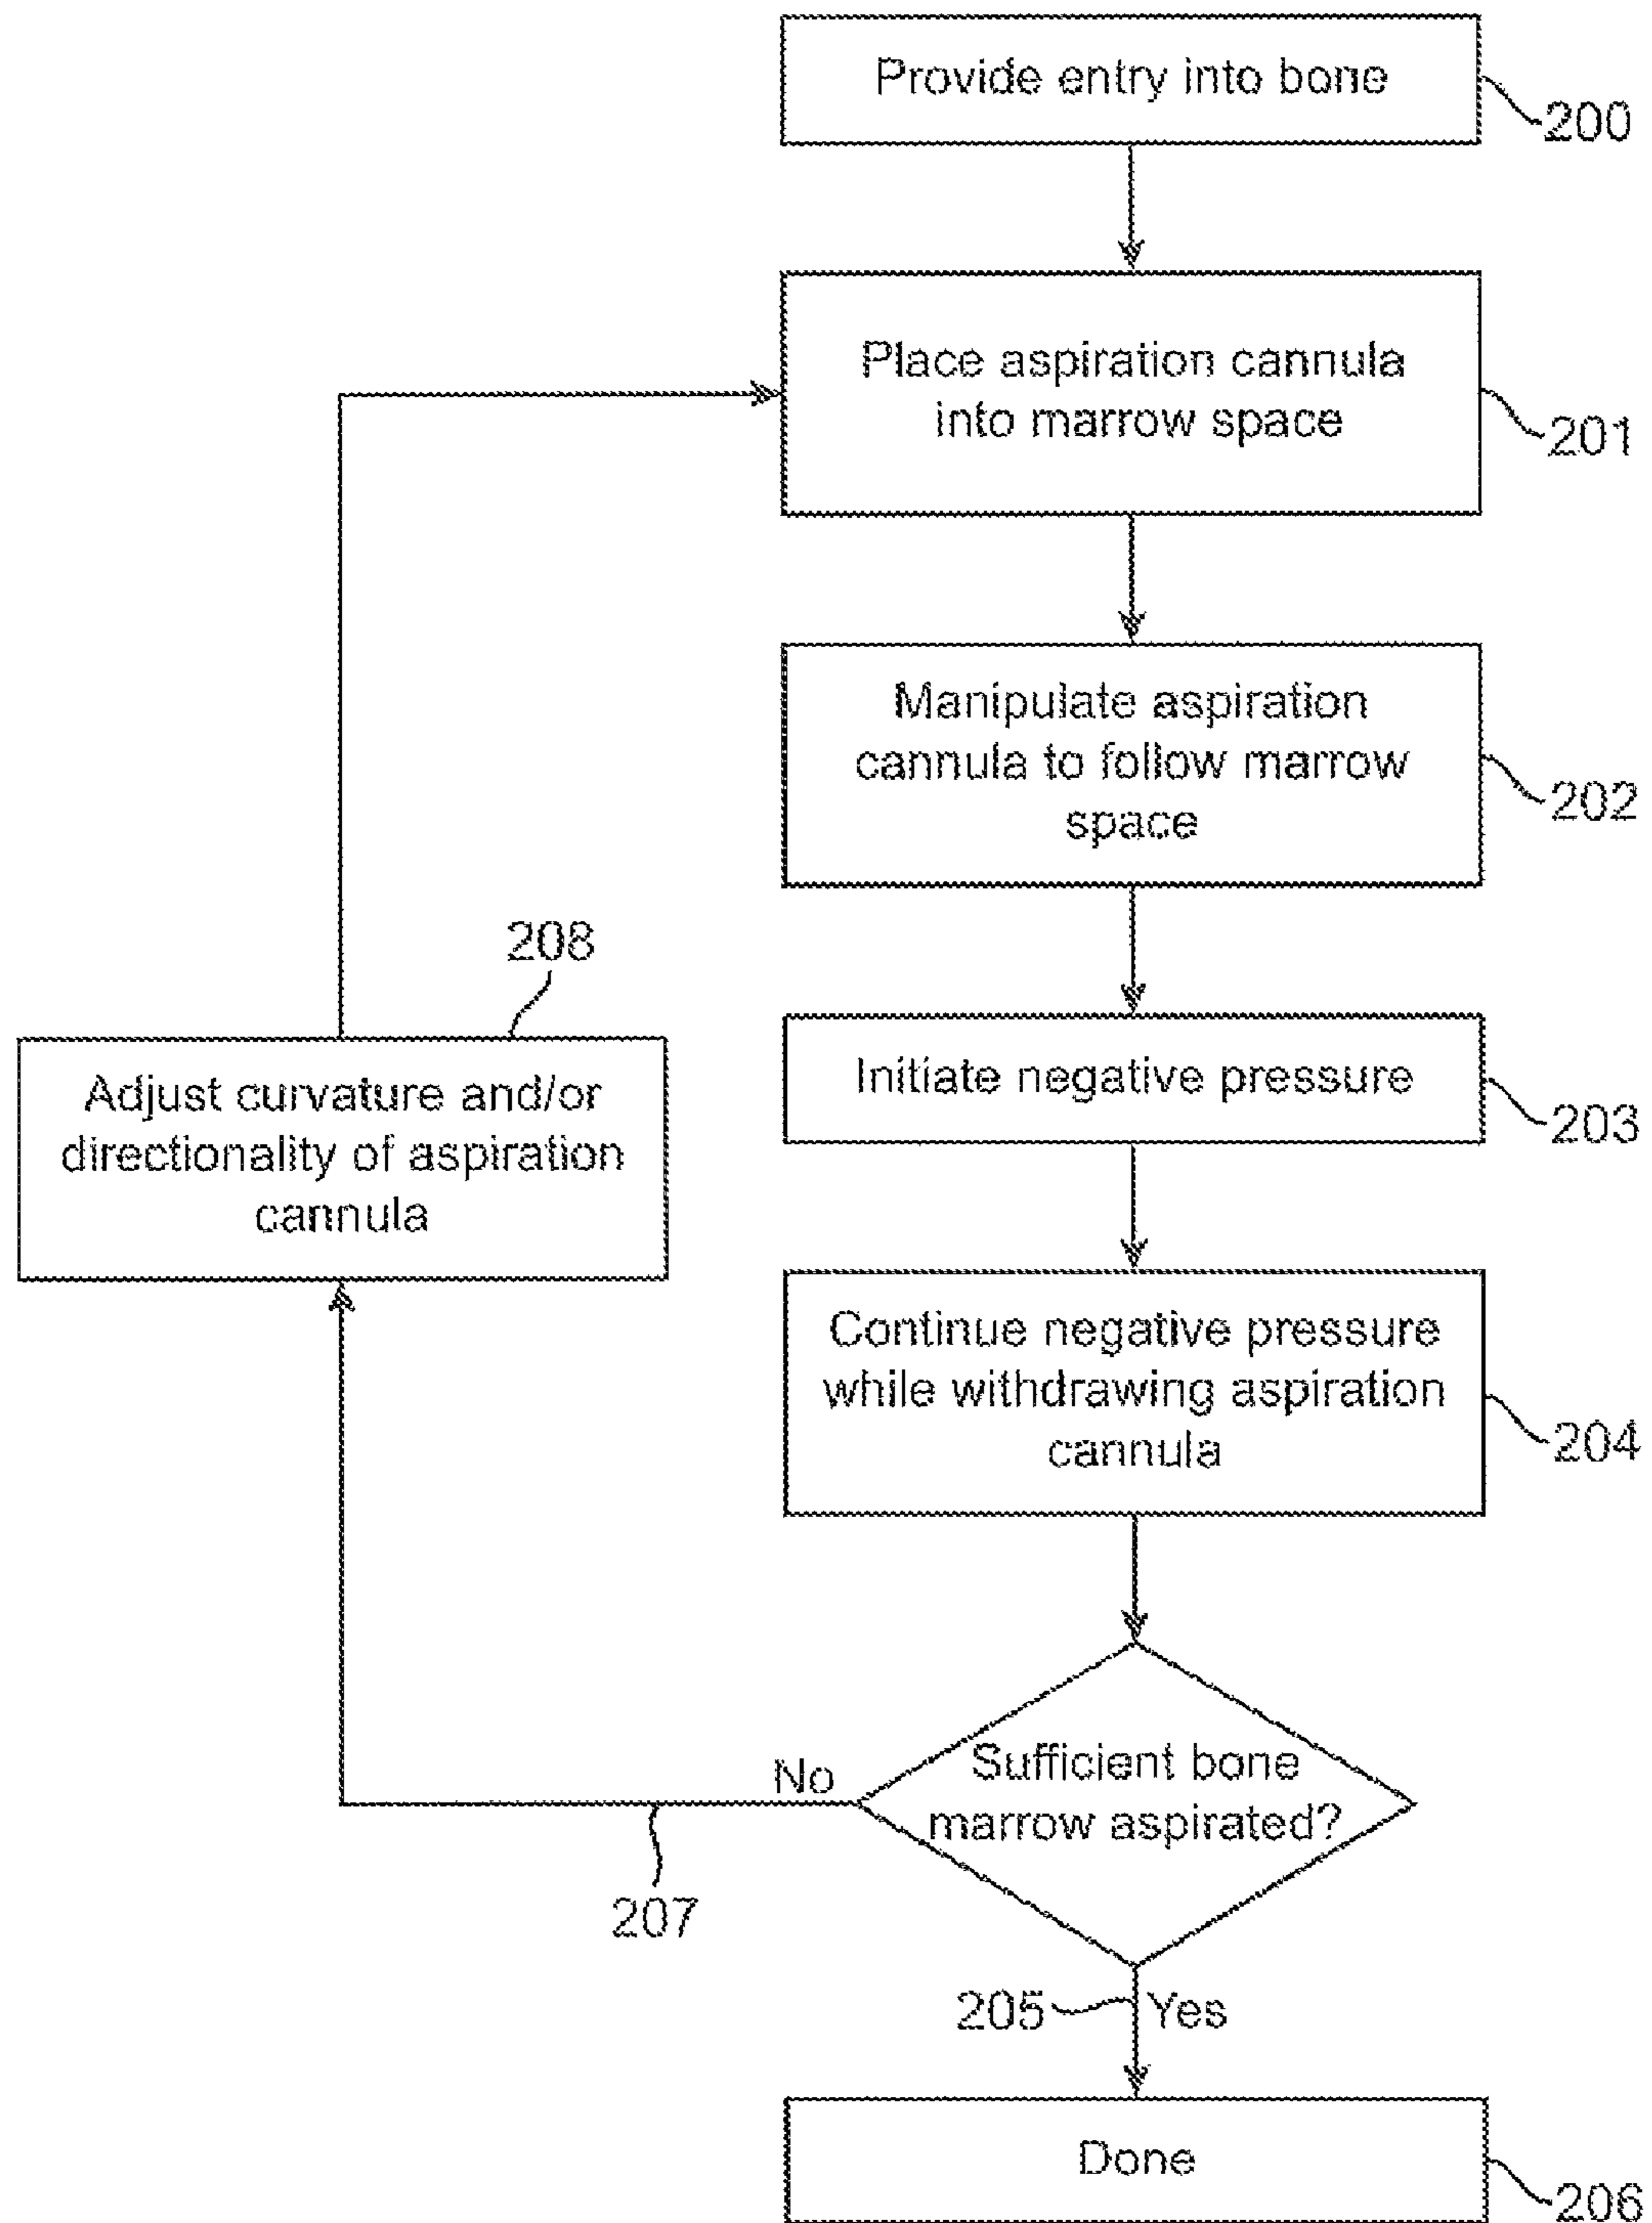 Provide entry into bone
200
Place aspiration cannula
into marrow space
201
Manipulate aspiration
cannula to follow marrow
space
202
208
Adjust curvature and/or
directionality of aspiration
cannula
Initiate negative pressure
203
Continue negative pressure
while withdrawing aspiration
cannula
204
Sufficient bone
marrow aspirated?
No
207
205
Yes
Done
206